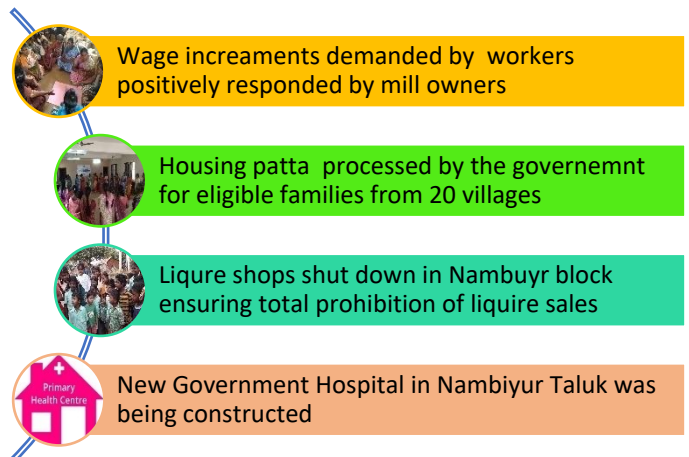 Wage increaments demanded by workers
positively responded by mill owners
Housing patta processed by the governemnt
for eligible families from 20 villages
Liqure shops shut down in Nambuyr block
ensuring total prohibition of liquire sales
Primary
Health Centre
New Government Hospital in Nambiyur Taluk was
being constructed